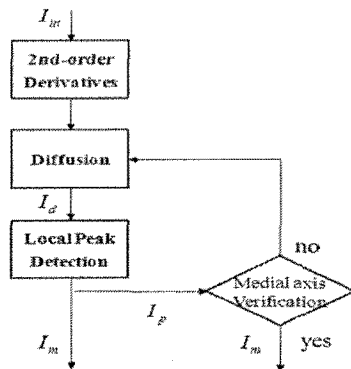 I_in
2nd-order
Derivatives
Diffusion
I_d
Local Peak
Detection
no
Medial axis
Verification
I_p
I_m
I_m
yes